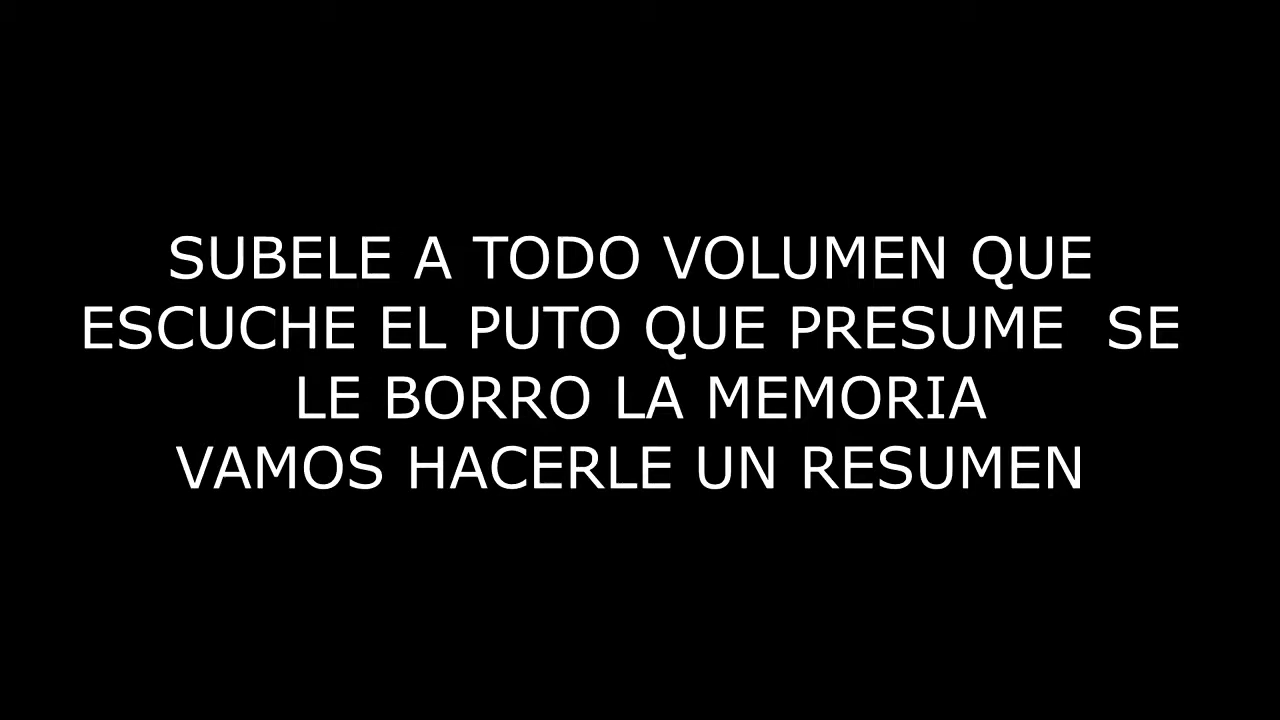 SUBELE A TODO VOLUMEN QUE
ESCUCHE EL PUTO QUE PRESUME  SE
LE BORRO LA MEMORIA
VAMOS HACERLE UN RESUMEN